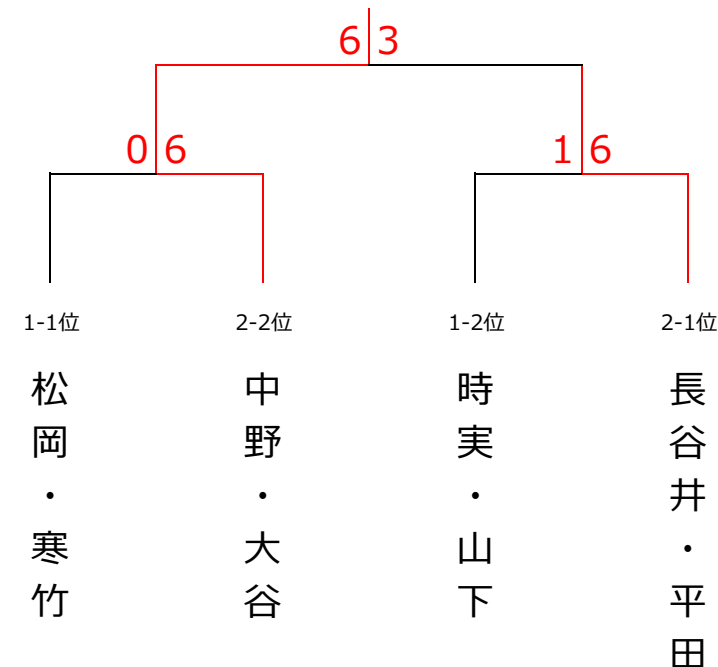 6 3
0 6
1 6
1-1位
2-2位
1-2位
2-1位
松岡・寒竹
中野・大谷
時実・山下
長谷井・平田